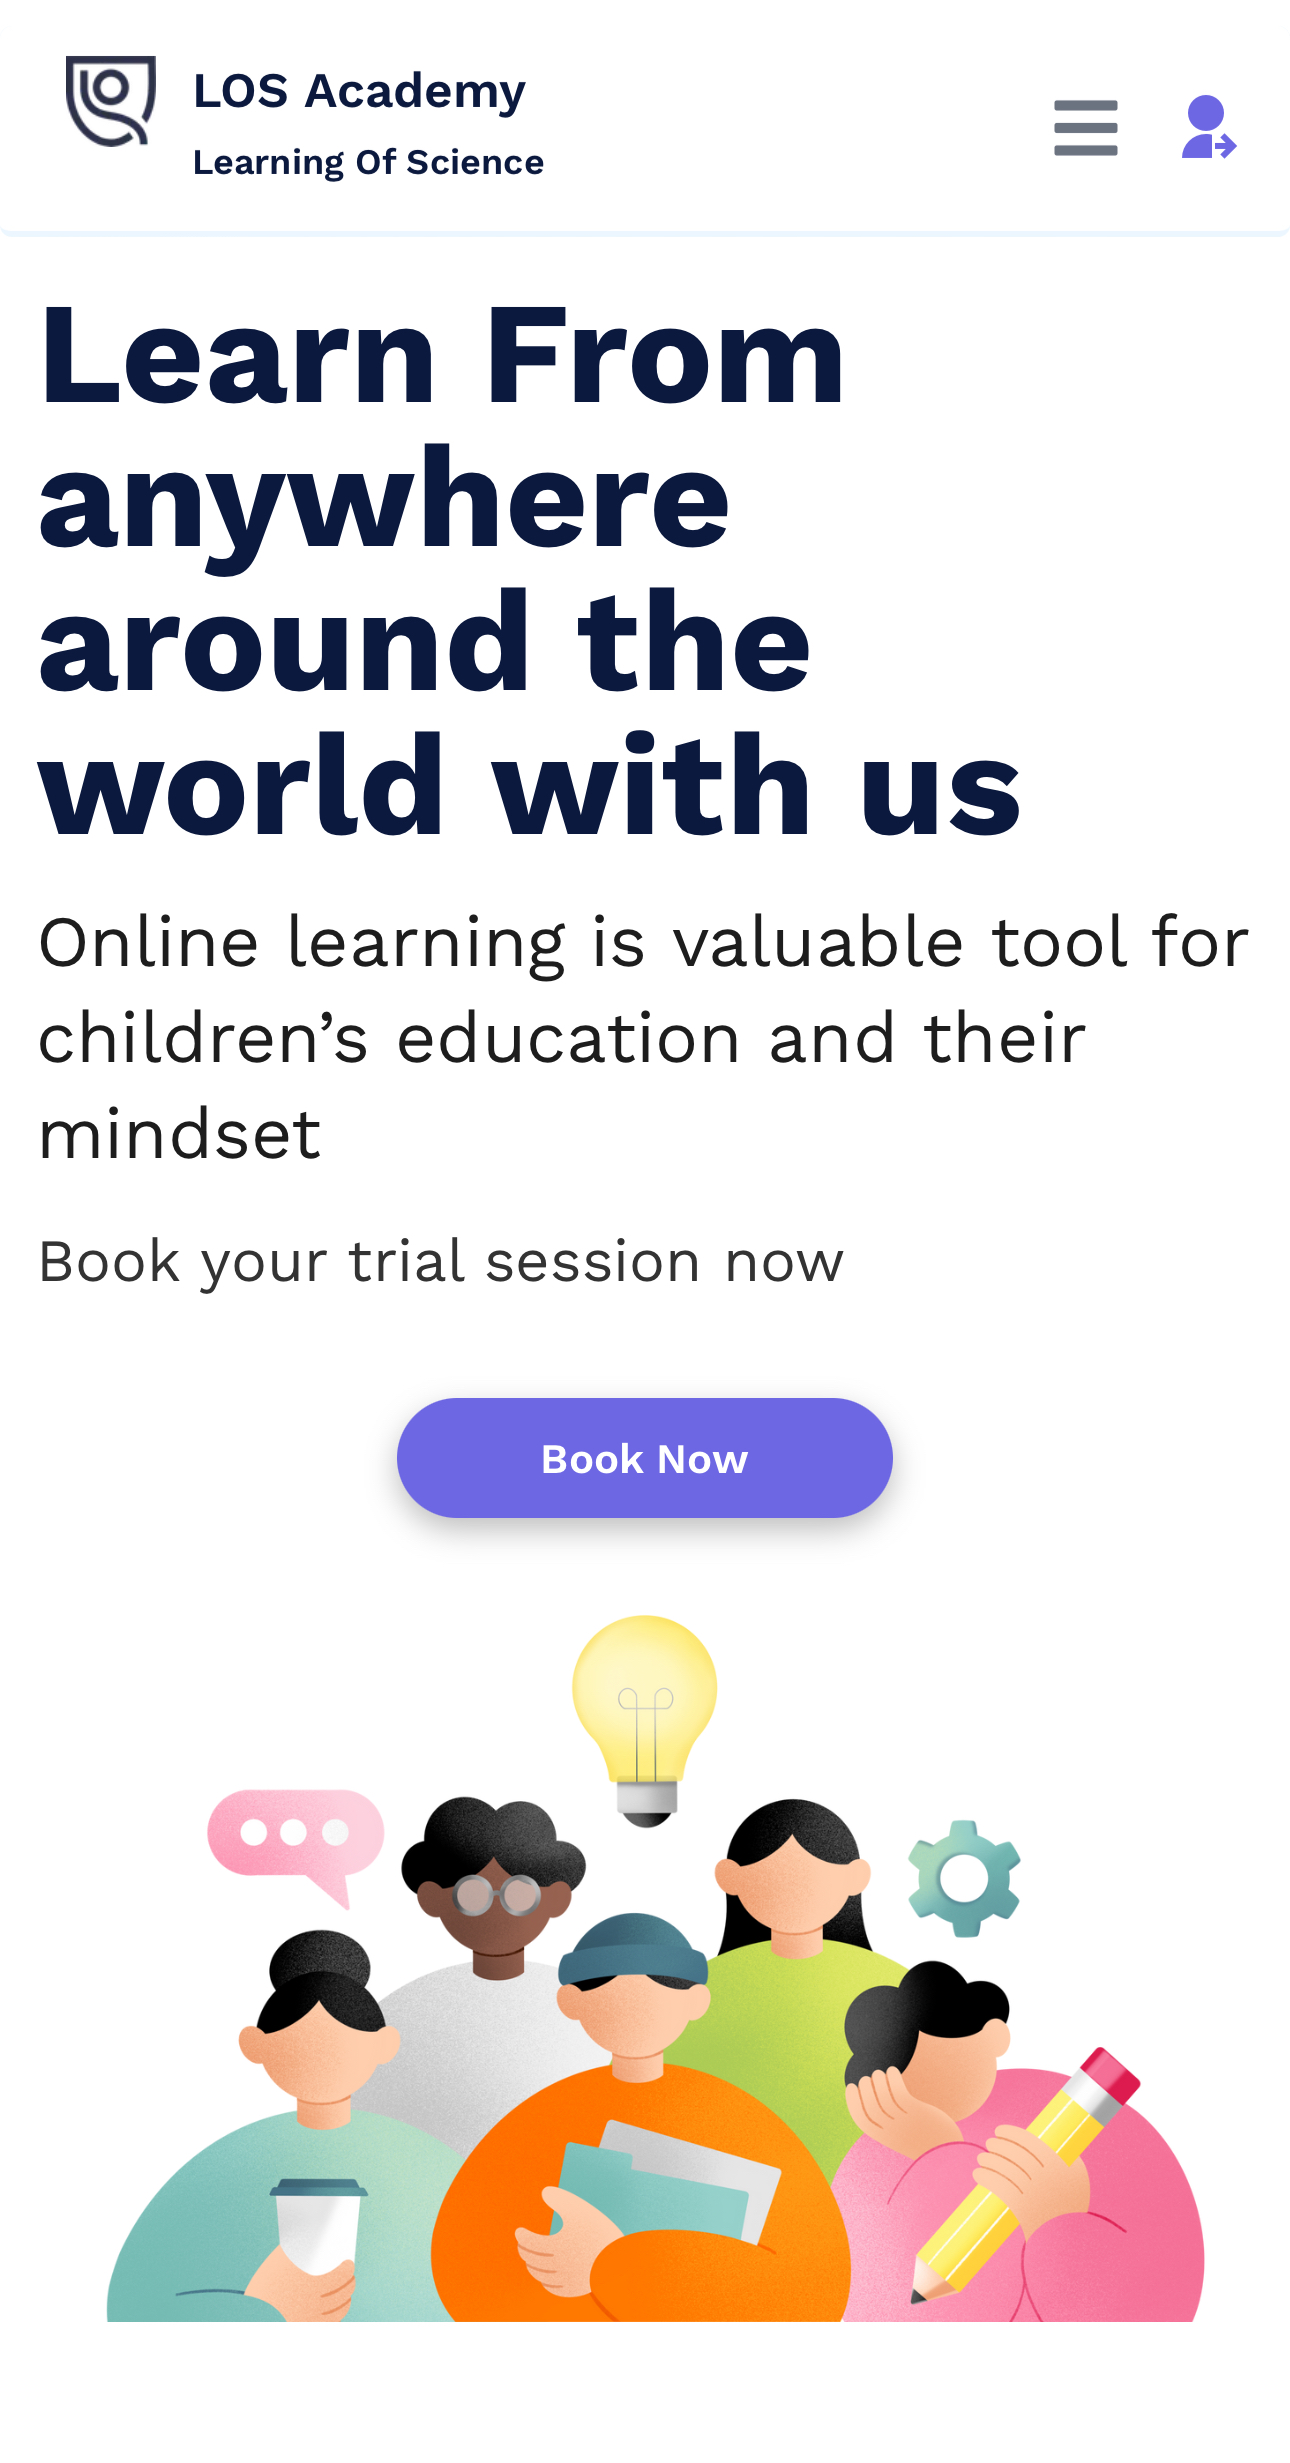 LOS Academy
Learning Of Science
Learn From
anywhere
around the
world with us
Online learning is valuable tool for
children’s education and their
mindset
Book your trial session now
Book Now